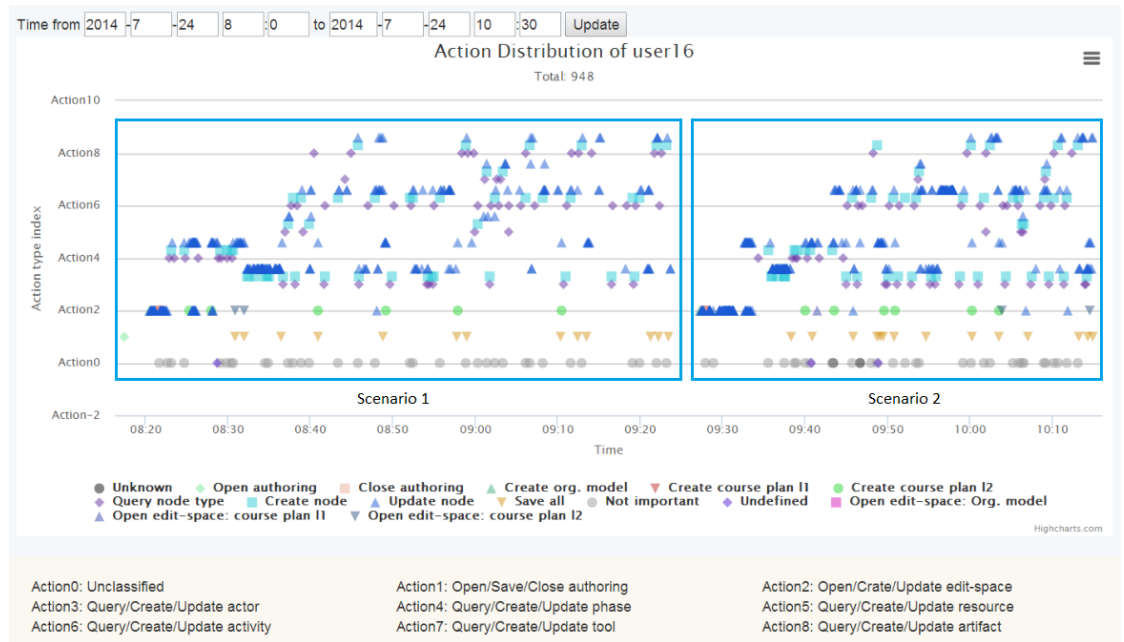 Time from 2014 -7 -24 8 :0 to 2014 -7 -24 10 :30 Update
Action Distribution of user16
Total: 948
Action10
Action8
Action6
Action4
Action2
Action0
Action-2
Action type index
Scenario 1 Scenario 2
08:20 08:30 08:40 08:50 09:00 09:10 09:20 09:30 09:40 09:50 10:00 10:10
Time
Unknown Open authoring Close authoring Create org. model Create course plan l1 Create course plan l2
Query node type Create node Update node Save all Not important Undefined Open edit-space: Org. model
Open edit-space: course plan l1 Open edit-space: course plan l2
Highcharts.com
Action0: Unclassified Action1: Open/Save/Close authoring Action2: Open/Crate/Update edit-space
Action3: Query/Create/Update actor Action4: Query/Create/Update phase Action5: Query/Create/Update resource
Action6: Query/Create/Update activity Action7: Query/Create/Update tool Action8: Query/Create/Update artifact